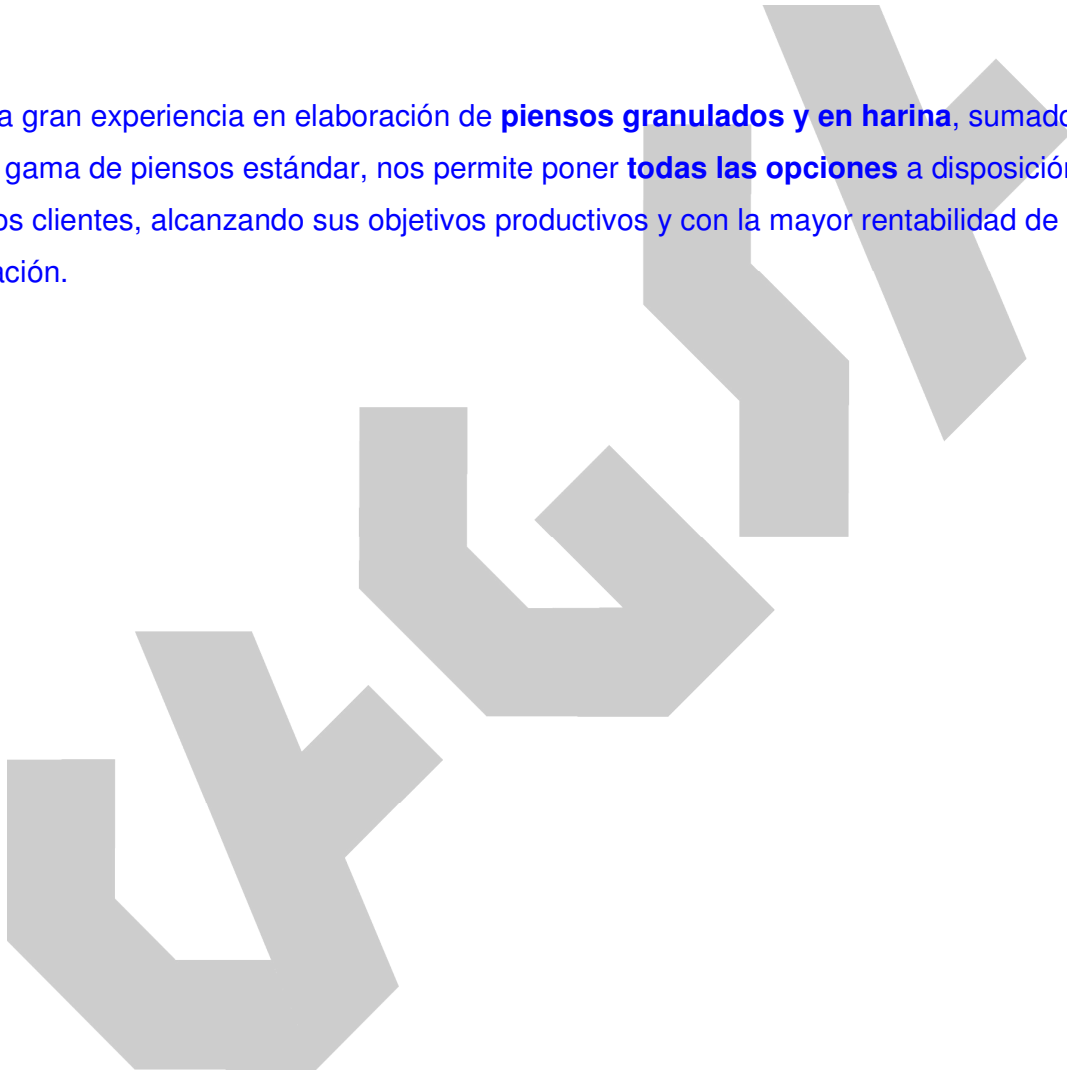 a gran experiencia en elaboración de piensos granulados y en harina, sumado
gama de piensos estándar, nos permite poner todas las opciones a disposición
os clientes, alcanzando sus objetivos productivos y con la mayor rentabilidad de
ación.